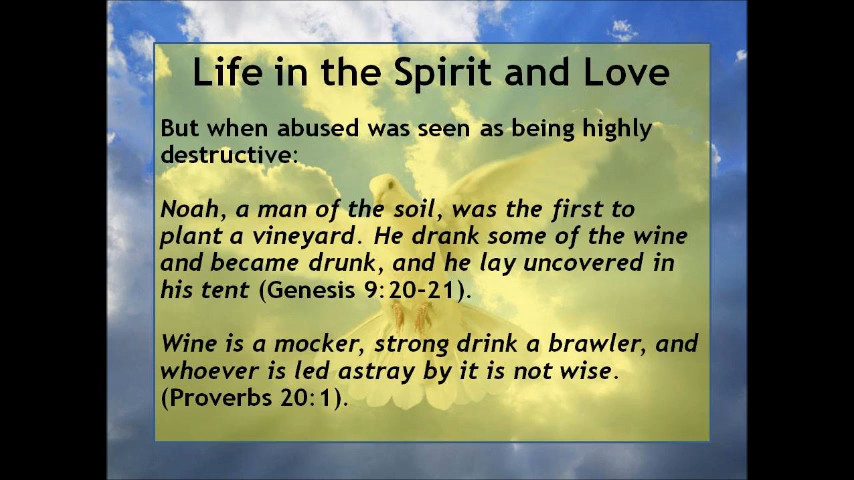 Life in the Spirit and Love
But when abused was seen as being highly
destructive:
Noah, a man of the soil, was the first to
plant a vineyard. He drank some of the wine
and became drunk, and he lay uncovered in
his tent (Genesis 9:20-21).
Wine is a mocker, strong drink a brawler, and
whoever is led astray by it is not wise.
(Proverbs 20:1).